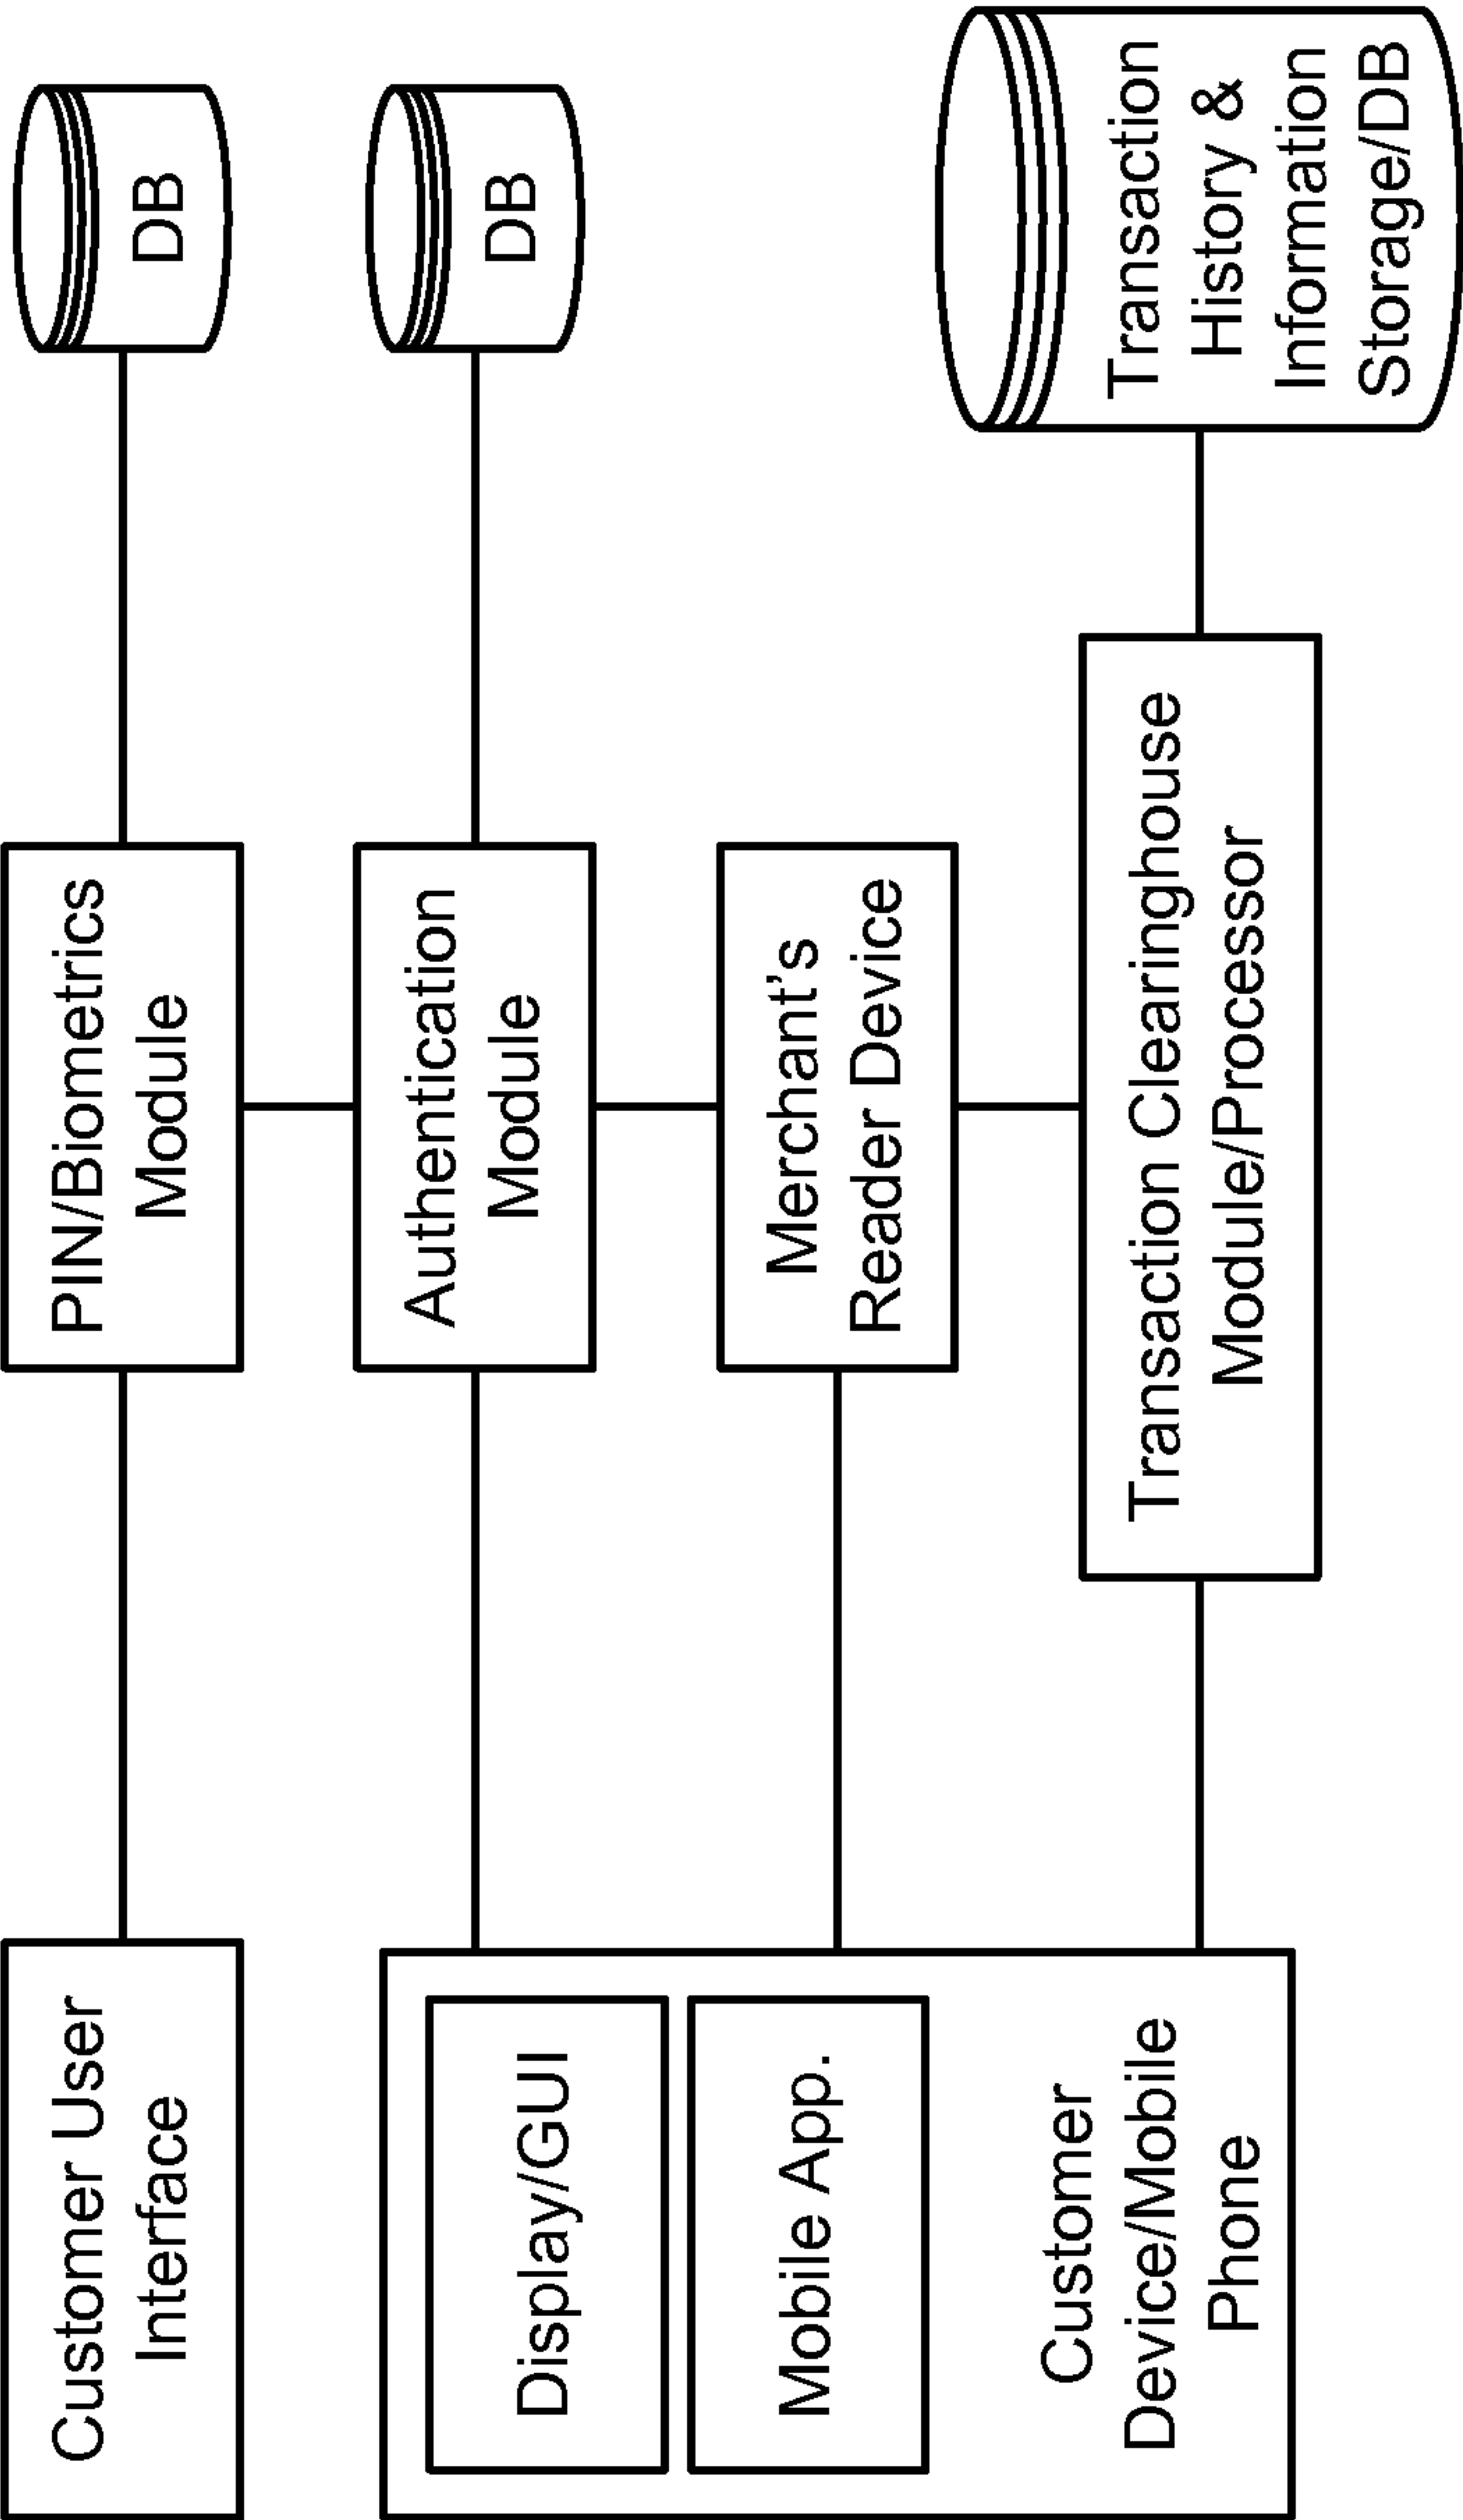 Customer User
Interface
PIN/Biometrics
Module
DB
Display/GUI
Mobile App.
Customer
Device/Mobile
Phone
Authentication
Module
DB
Merchant's
Reader Device
Transaction Clearinghouse
Module/Processor
Transaction
History &
Information
Storage/DB